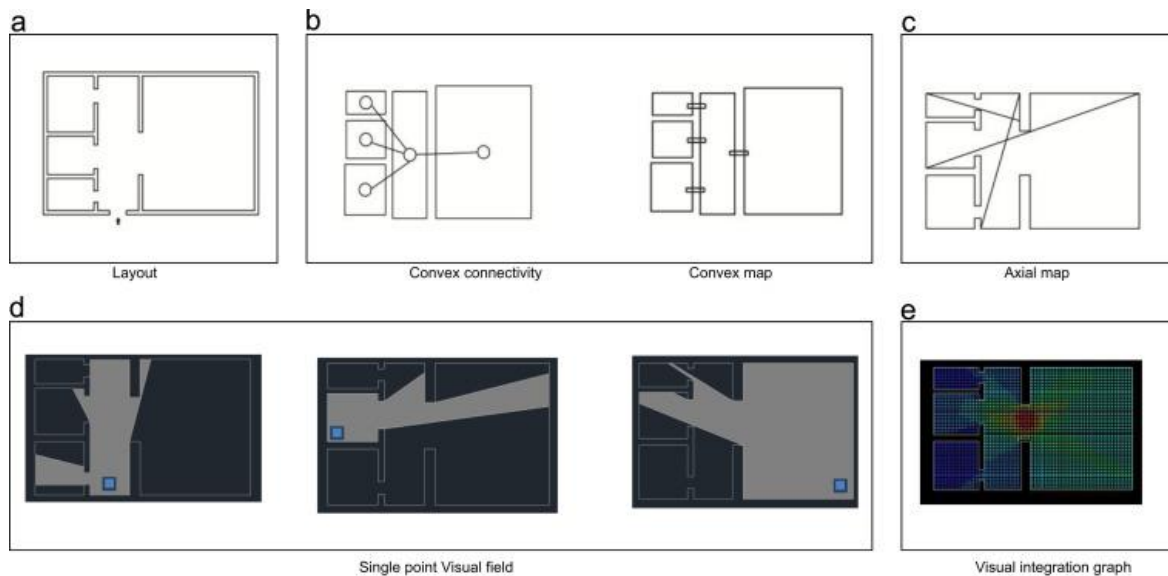 a
b
c
Layout
Convex connectivity
Convex map
Axial map
d
e
Single point Visual field
Visual integration graph